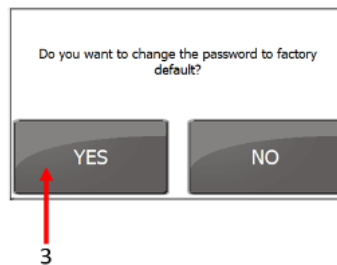 Do you want to change the password to factory
default?
YES
NO
3